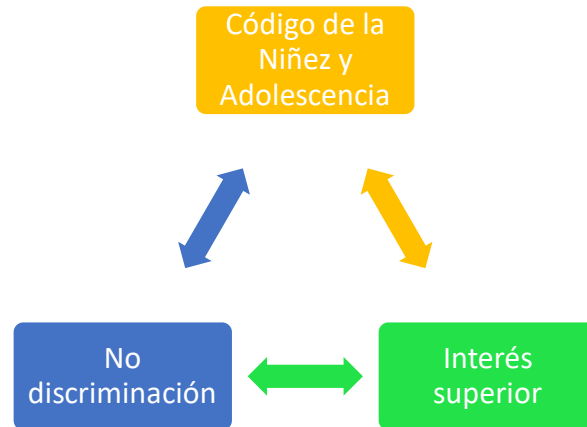 Código de la
Niñez y
Adolescencia
No
discriminación
Interés
superior